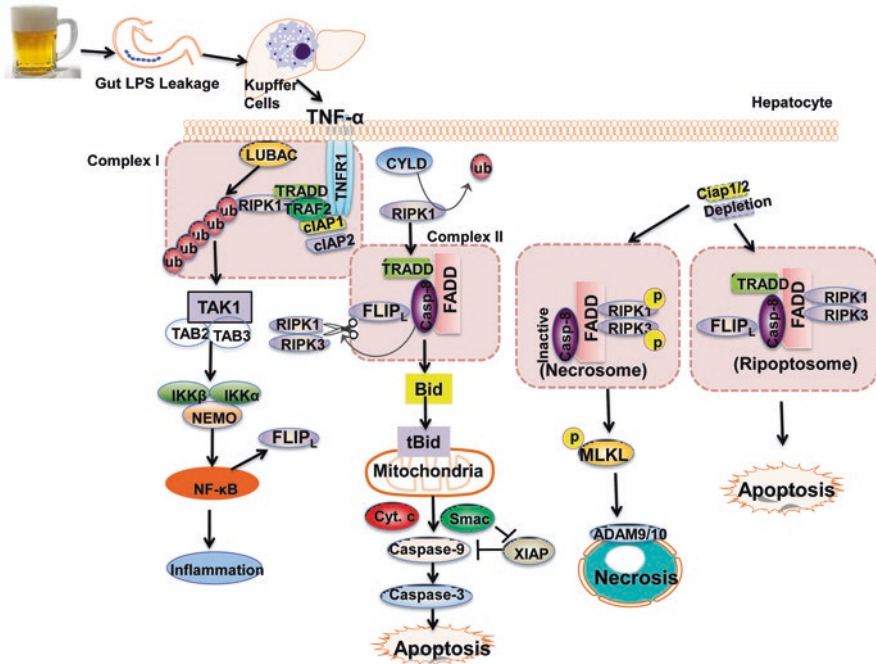 Gut LPS Leakage
Kupffer
Cells
TNF-α
Hepatocyte
Complex I
LUBAC
TNFR1
TRADD
RIPK1
TRAF2
cIAP1
cIAP2
ub
ub
ub
ub
ub
CYLD
ub
RIPK1
Complex II
TRADD
FADD
Casp-8
FLIPL
RIPK1
RIPK3
Ciap1/2
Depletion
Inactive
Casp-8
FADD
RIPK1
RIPK3
p
p
(Necrosome)
TRADD
FADD
Casp-8
RIPK1
RIPK3
FLIPL
(Ripoptosome)
TAK1
TAB2
TAB3
IKKβ
IKKα
NEMO
FLIPL
NF-κB
Inflammation
Bid
tBid
Mitochondria
Cyt. c
Smac
Caspase-9
XIAP
Caspase-3
Apoptosis
p
MLKL
ADAM9/10
Necrosis
Apoptosis